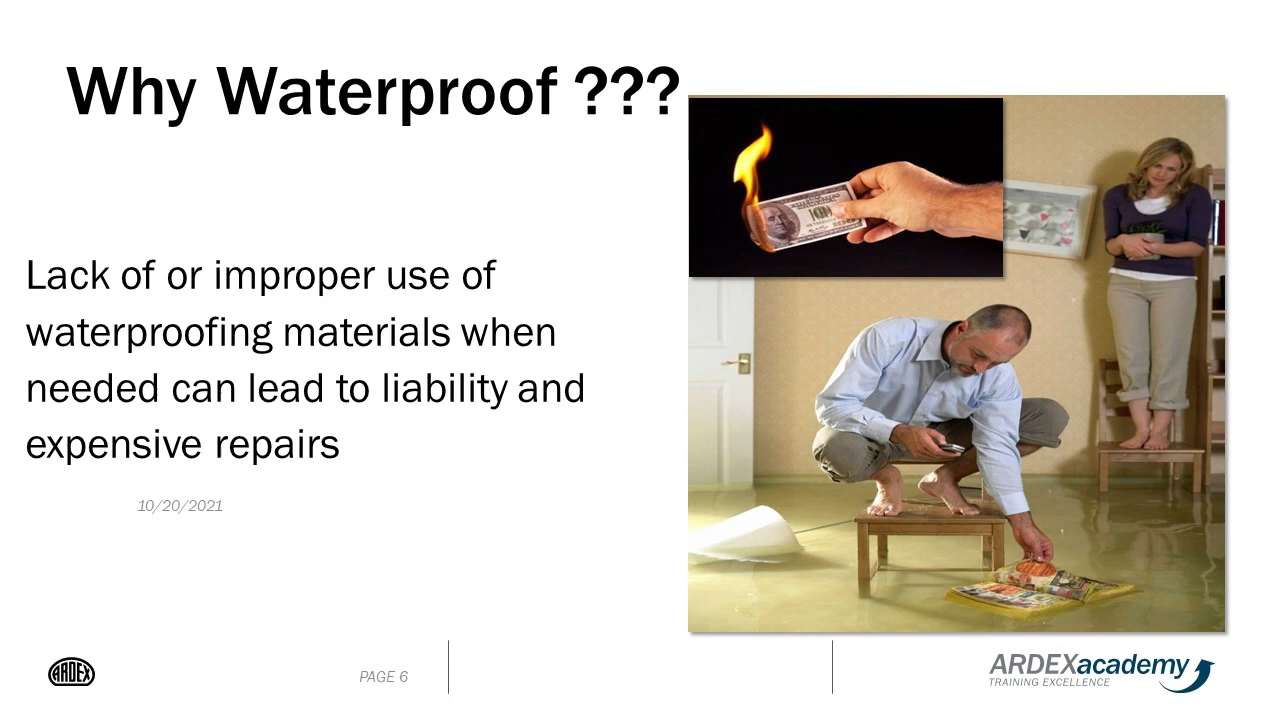 Why Waterproof ???
Lack of or improper use of
waterproofing materials when
needed can lead to liability and
expensive repairs
10/20/2021
ARDEX
PAGE 6
ARDEXacademy
TRAINING EXCELLENCE